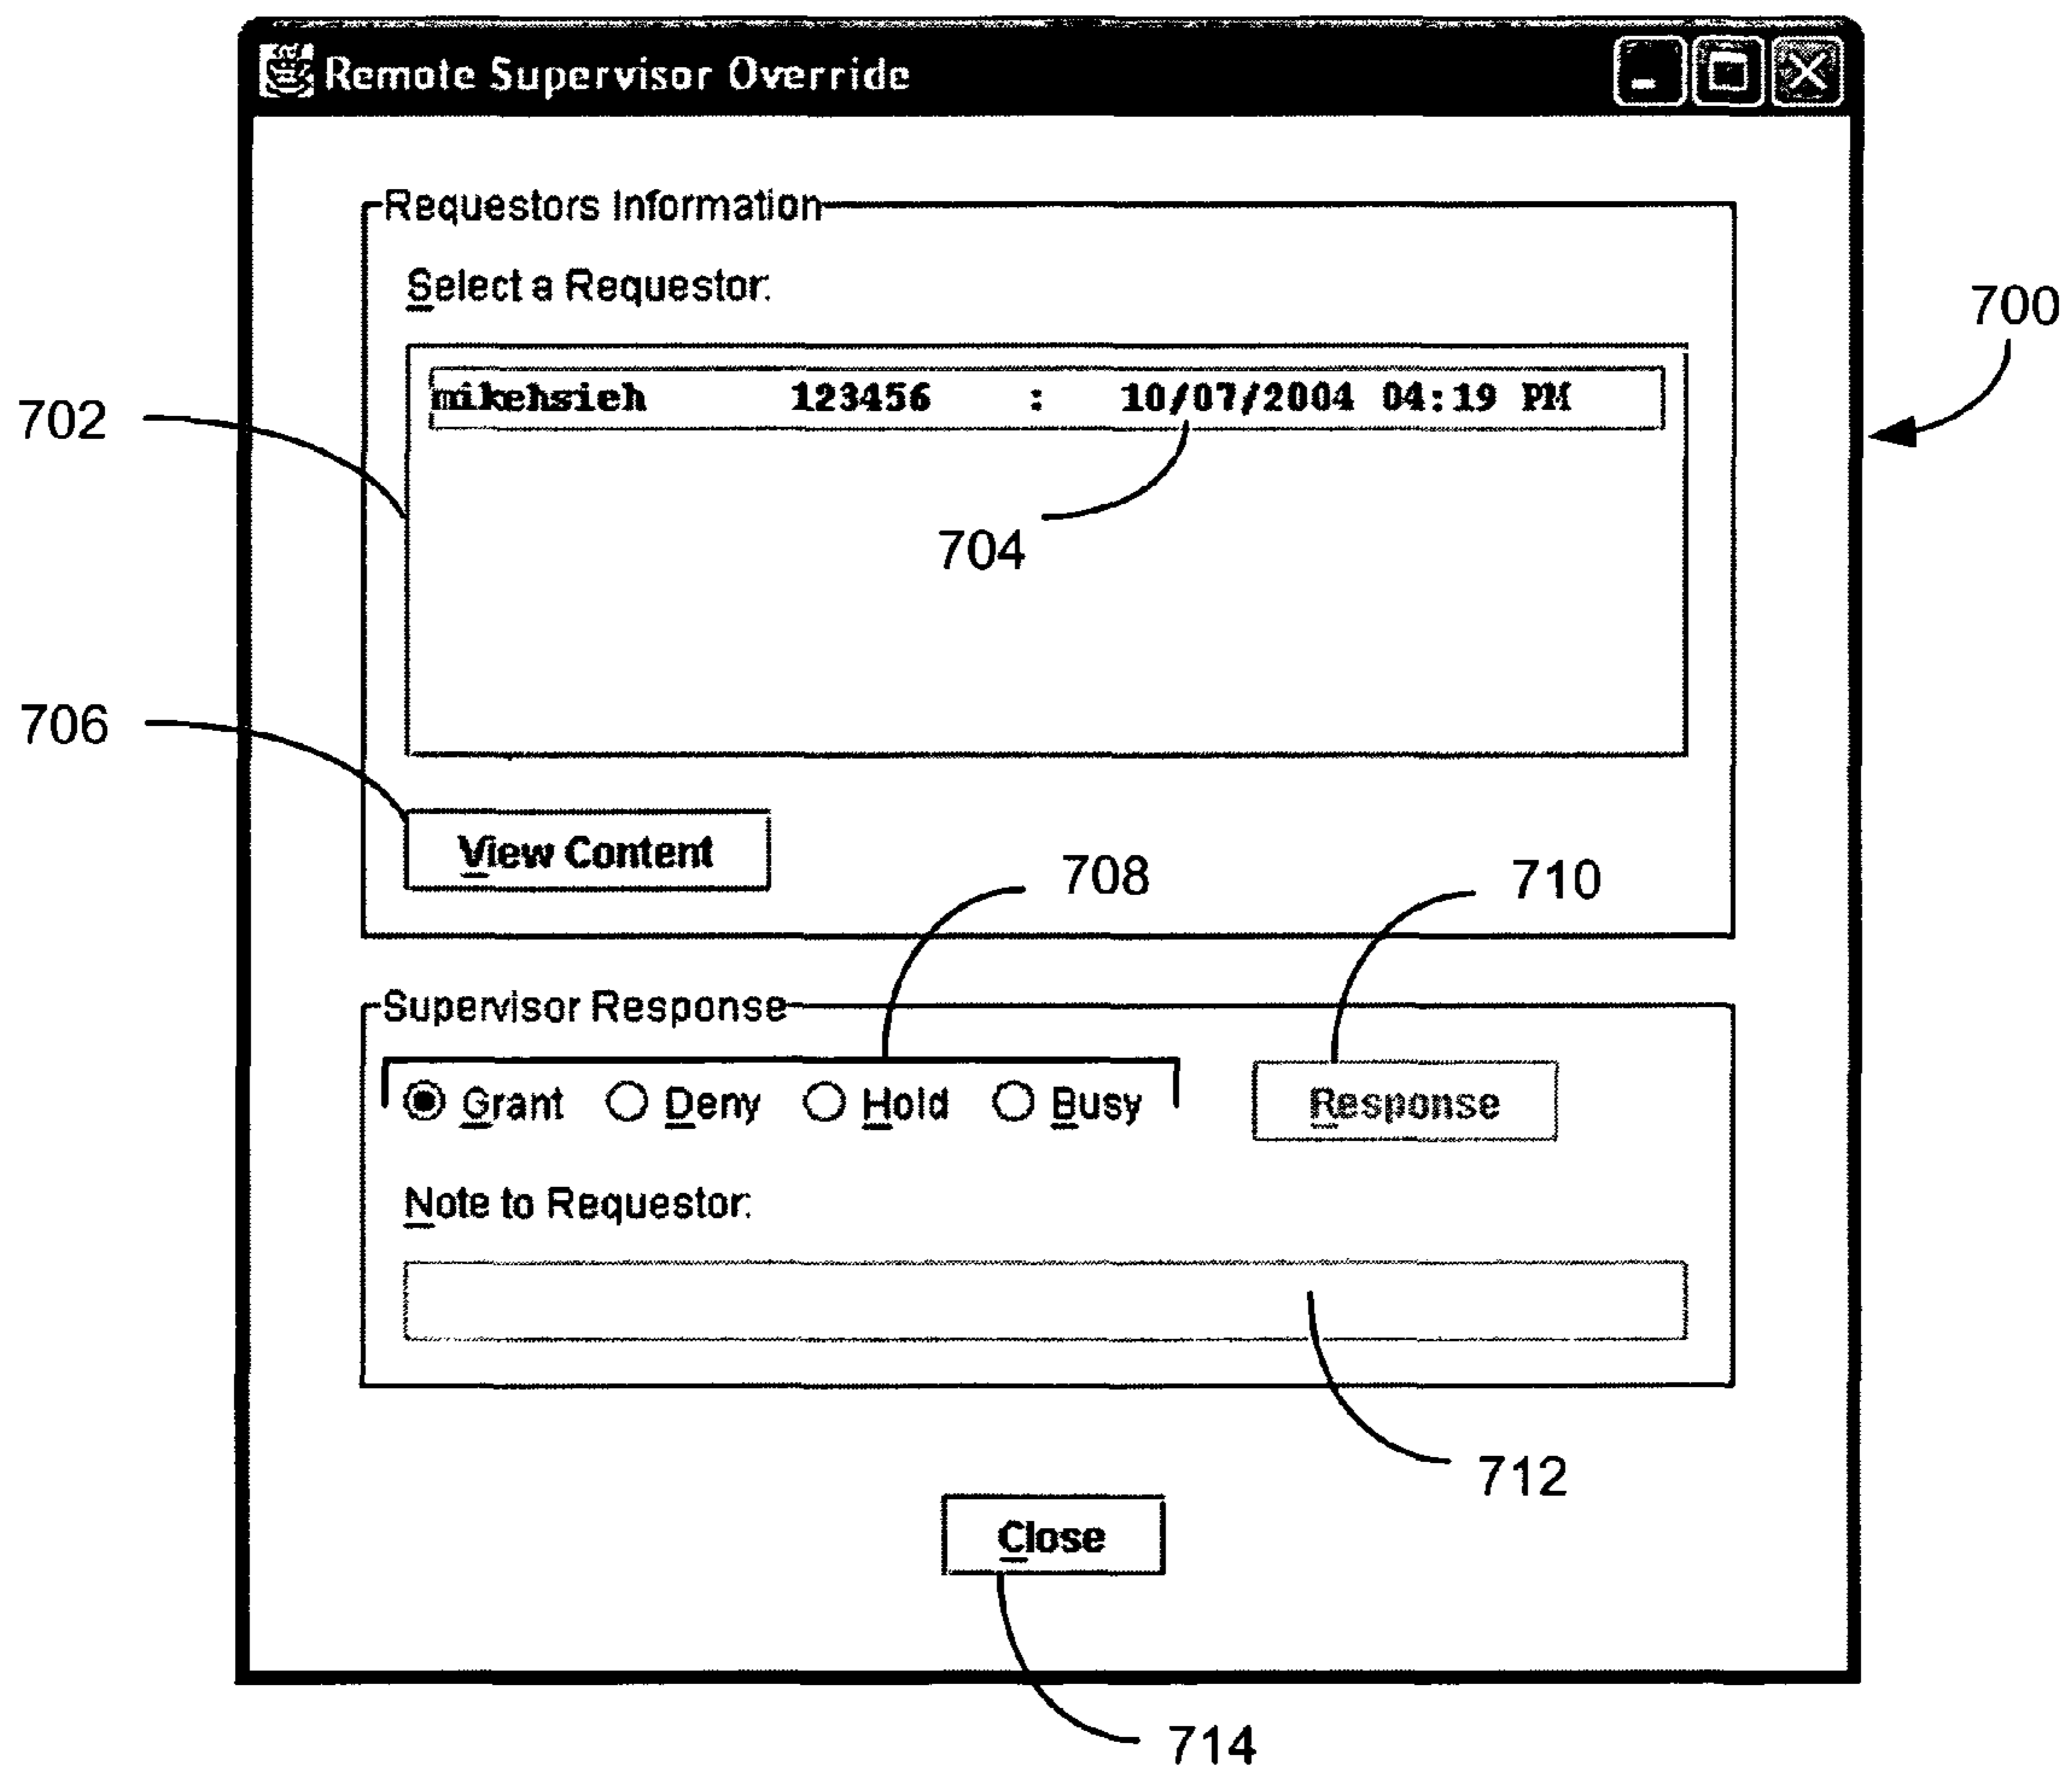 Remote Supervisor Override
Requestors Information
Select a Requestor:
700
mikehsieh 123456 : 10/07/2004 04:19 PM
702
704
706
View Content
708
710
Supervisor Response
Grant Deny Hold Busy Response
Note to Requestor:
712
Close
714